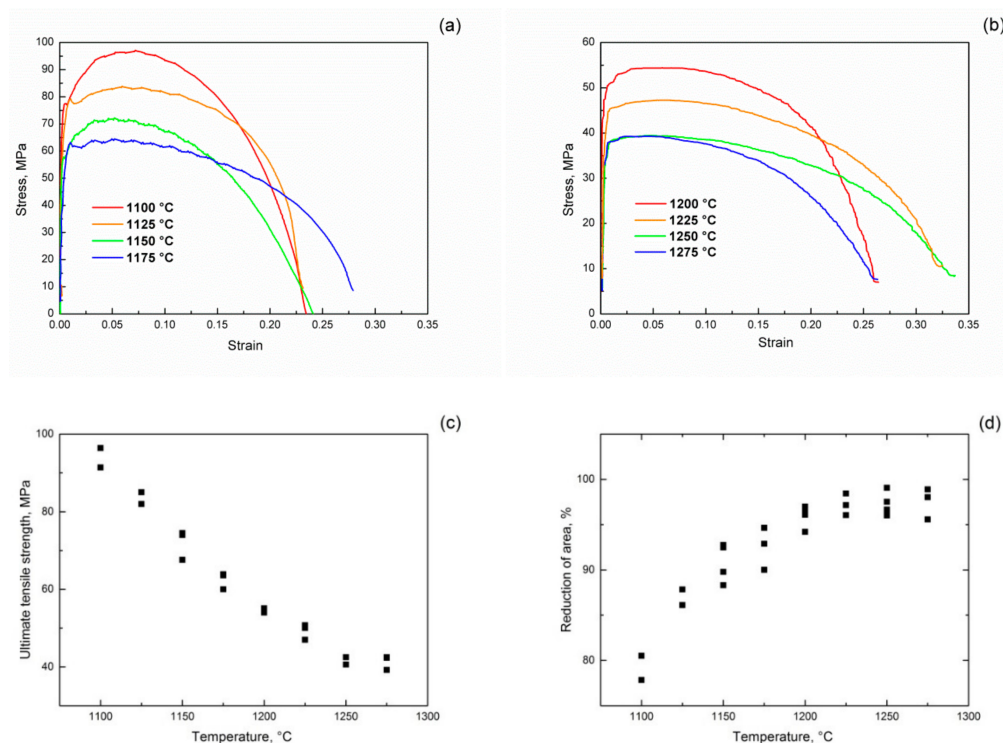 (a)
100
90
80
70
60
50
40
30
20
10
0
Stress, MPa
1100 °C
1125 °C
1150 °C
1175 °C
0.00 0.05 0.10 0.15 0.20 0.25 0.30 0.35
Strain
(b)
60
50
40
30
20
10
0
Stress, MPa
1200 °C
1225 °C
1250 °C
1275 °C
0.00 0.05 0.10 0.15 0.20 0.25 0.30 0.35
Strain
(c)
100
80
60
40
Ultimate tensile strength, MPa
1100 1150 1200 1250 1300
Temperature, °C
(d)
100
90
80
Reduction of area, %
1100 1150 1200 1250 1300
Temperature, °C